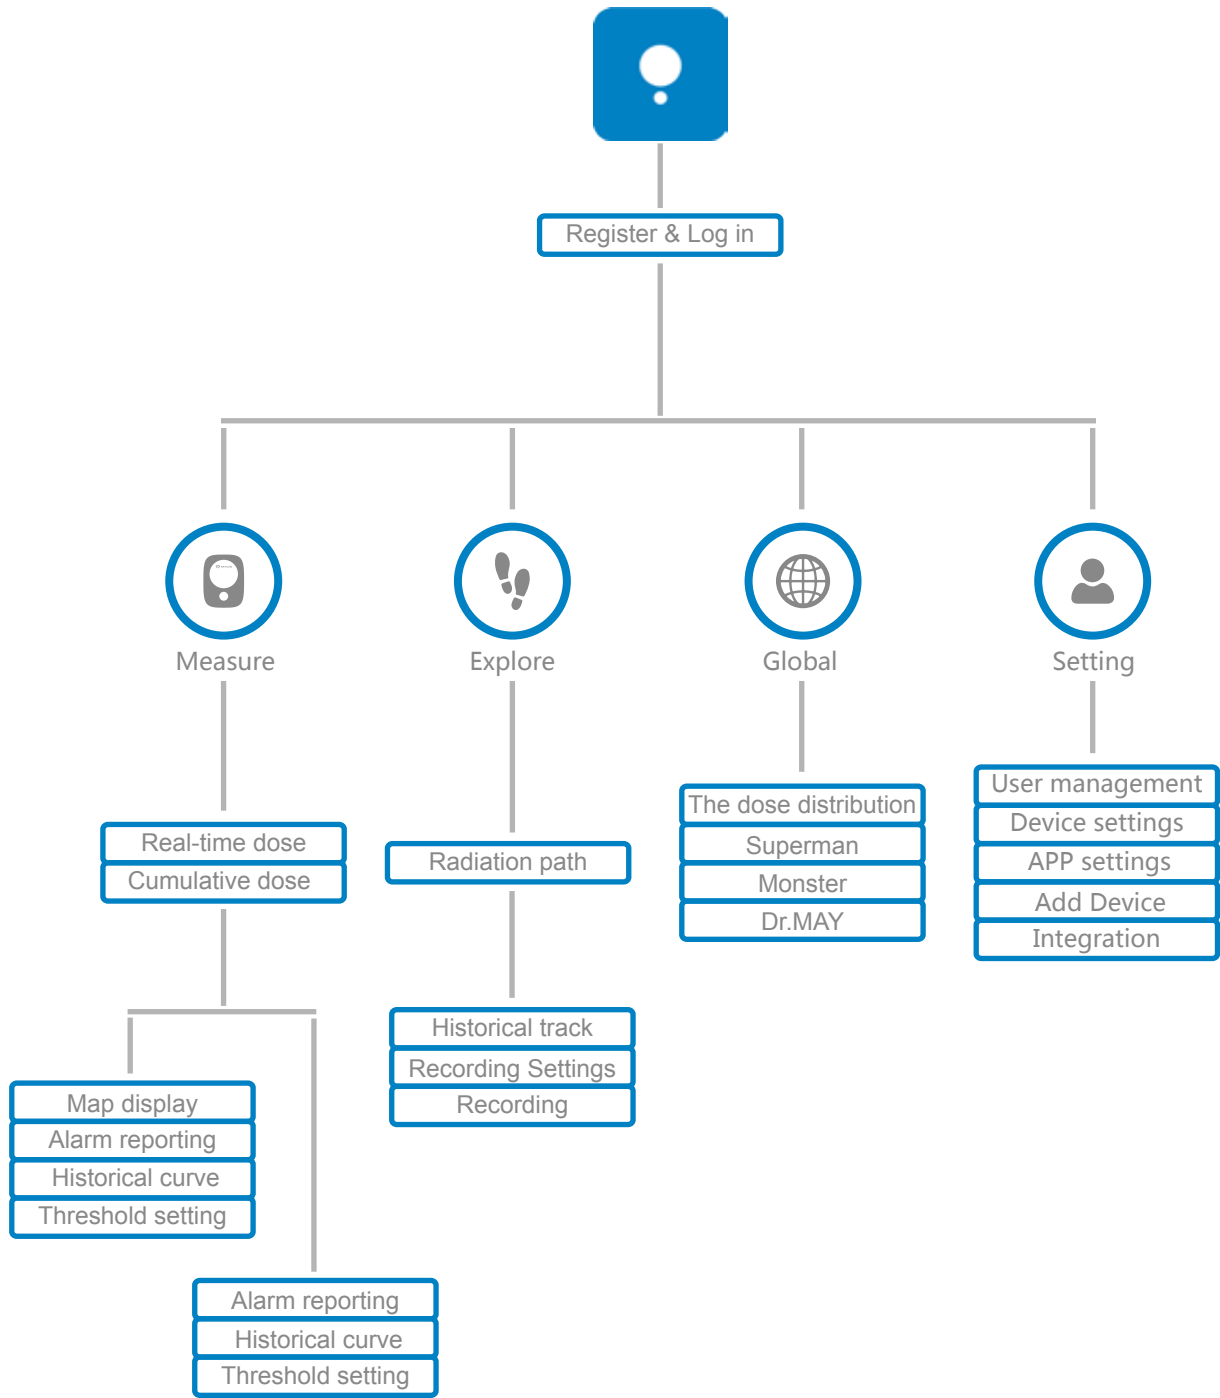 Register & Log in
Measure
Explore
Global
Setting
Real-time dose
Cumulative dose
Map display
Alarm reporting
Historical curve
Threshold setting
Alarm reporting
Historical curve
Threshold setting
Radiation path
Historical track
Recording Settings
Recording
The dose distribution
Superman
Monster
Dr.MAY
User management
Device settings
APP settings
Add Device
Integration